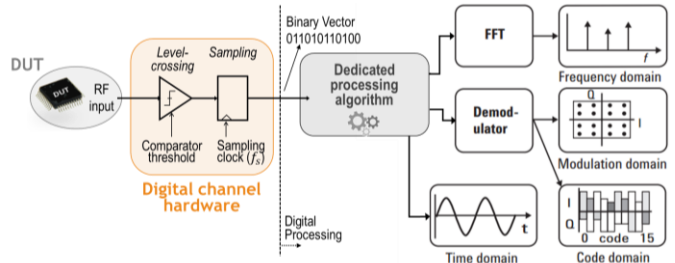 DUT
DUT
RF
input
Level-
crossing
Sampling
Comparator
threshold
Sampling
clock (fs)
Digital channel
hardware
Binary Vector
011010110100
Digital
Processing
Dedicated
processing
algorithm
FFT
f
Frequency domain
Demod-
ulator
Q
I
Modulation domain
t
Time domain
I
Q
0 code 15
Code domain